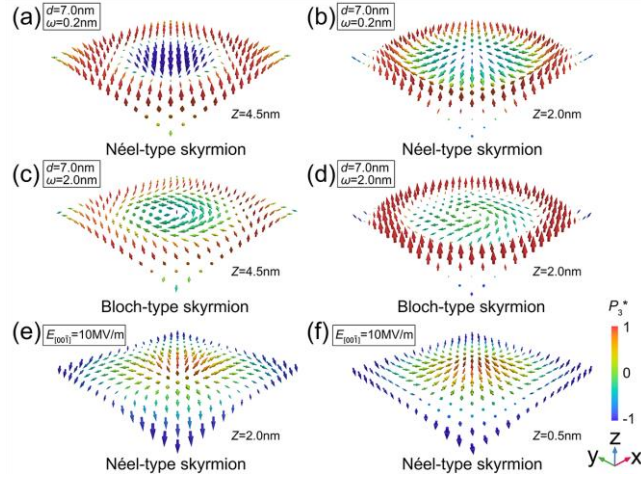 (a)
d=7.0nm
ω=0.2nm
Z=4.5nm
Néel-type skyrmion
(b)
d=7.0nm
ω=0.2nm
Z=2.0nm
Néel-type skyrmion
(c)
d=7.0nm
ω=2.0nm
Z=4.5nm
Bloch-type skyrmion
(d)
d=7.0nm
ω=2.0nm
Z=2.0nm
Bloch-type skyrmion
(e)
E[001̄]=10MV/m
Z=2.0nm
Néel-type skyrmion
(f)
E[001̄]=10MV/m
Z=0.5nm
Néel-type skyrmion
P3*
1
0
-1
z
y
x